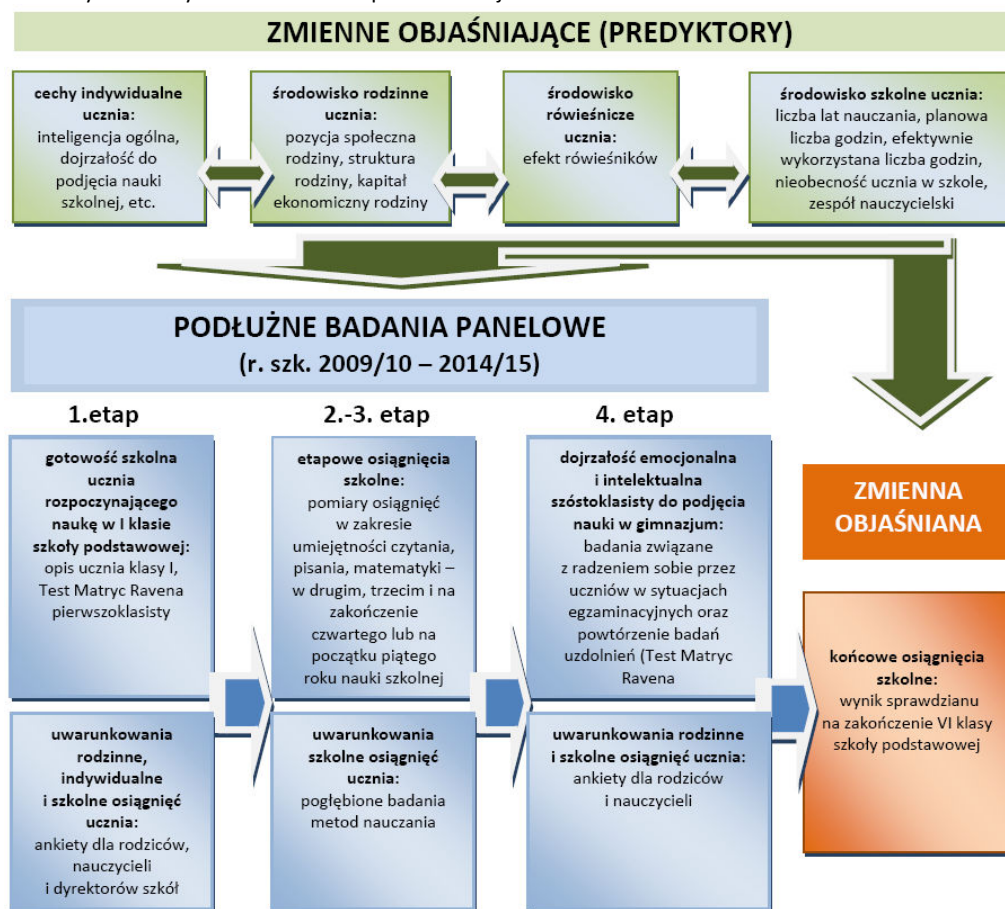 ZMIENNE OBJAŚNIAJĄCE (PREDYKTORY)
cechy indywidualne
ucznia:
inteligencja ogólna,
dojrzałość do
podjęcia nauki
szkolnej, etc.
środowisko rodzinne
ucznia:
pozycja społeczna
rodziny, struktura
rodziny, kapitał
ekonomiczny rodziny
środowisko
rówieśnicze
ucznia:
efekt rówieśników
środowisko szkolne ucznia:
liczba lat nauczania, planowa
liczba godzin, efektywnie
wykorzystana liczba godzin,
nieobecność ucznia w szkole,
zespół nauczycielski
PODŁUŻNE BADANIA PANELOWE
(r. szk. 2009/10 – 2014/15)
1.etap
gotowość szkolna
ucznia
rozpoczynającego
naukę w I klasie
szkoły podstawowej:
opis ucznia klasy I,
Test Matryc Ravena
pierwszoklasisty
uwarunkowania
rodzinne,
indywidualne
i szkolne osiągnięć
ucznia:
ankiety dla rodziców,
nauczycieli
i dyrektorów szkół
2.-3. etap
etapowe osiągnięcia
szkolne:
pomiary osiągnięć
w zakresie
umiejętności czytania,
pisania, matematyki –
w drugim, trzecim i na
zakończenie
czwartego lub na
początku piątego
roku nauki szkolnej
uwarunkowania
szkolne osiągnięć
ucznia:
pogłębione badania
metod nauczania
4. etap
dojrzałość emocjonalna
i intelektualna
szóstoklasisty do podjęcia
nauki w gimnazjum:
badania związane
z radzeniem sobie przez
uczniów w sytuacjach
egzaminacyjnych oraz
powtórzenie badań
uzdolnień (Test Matryc
Ravena
uwarunkowania rodzinne
i szkolne osiągnięć ucznia:
ankiety dla rodziców
i nauczycieli
ZMIENNA
OBJAŚNIANA
końcowe osiągnięcia
szkolne:
wynik sprawdzianu
na zakończenie VI klasy
szkoły podstawowej